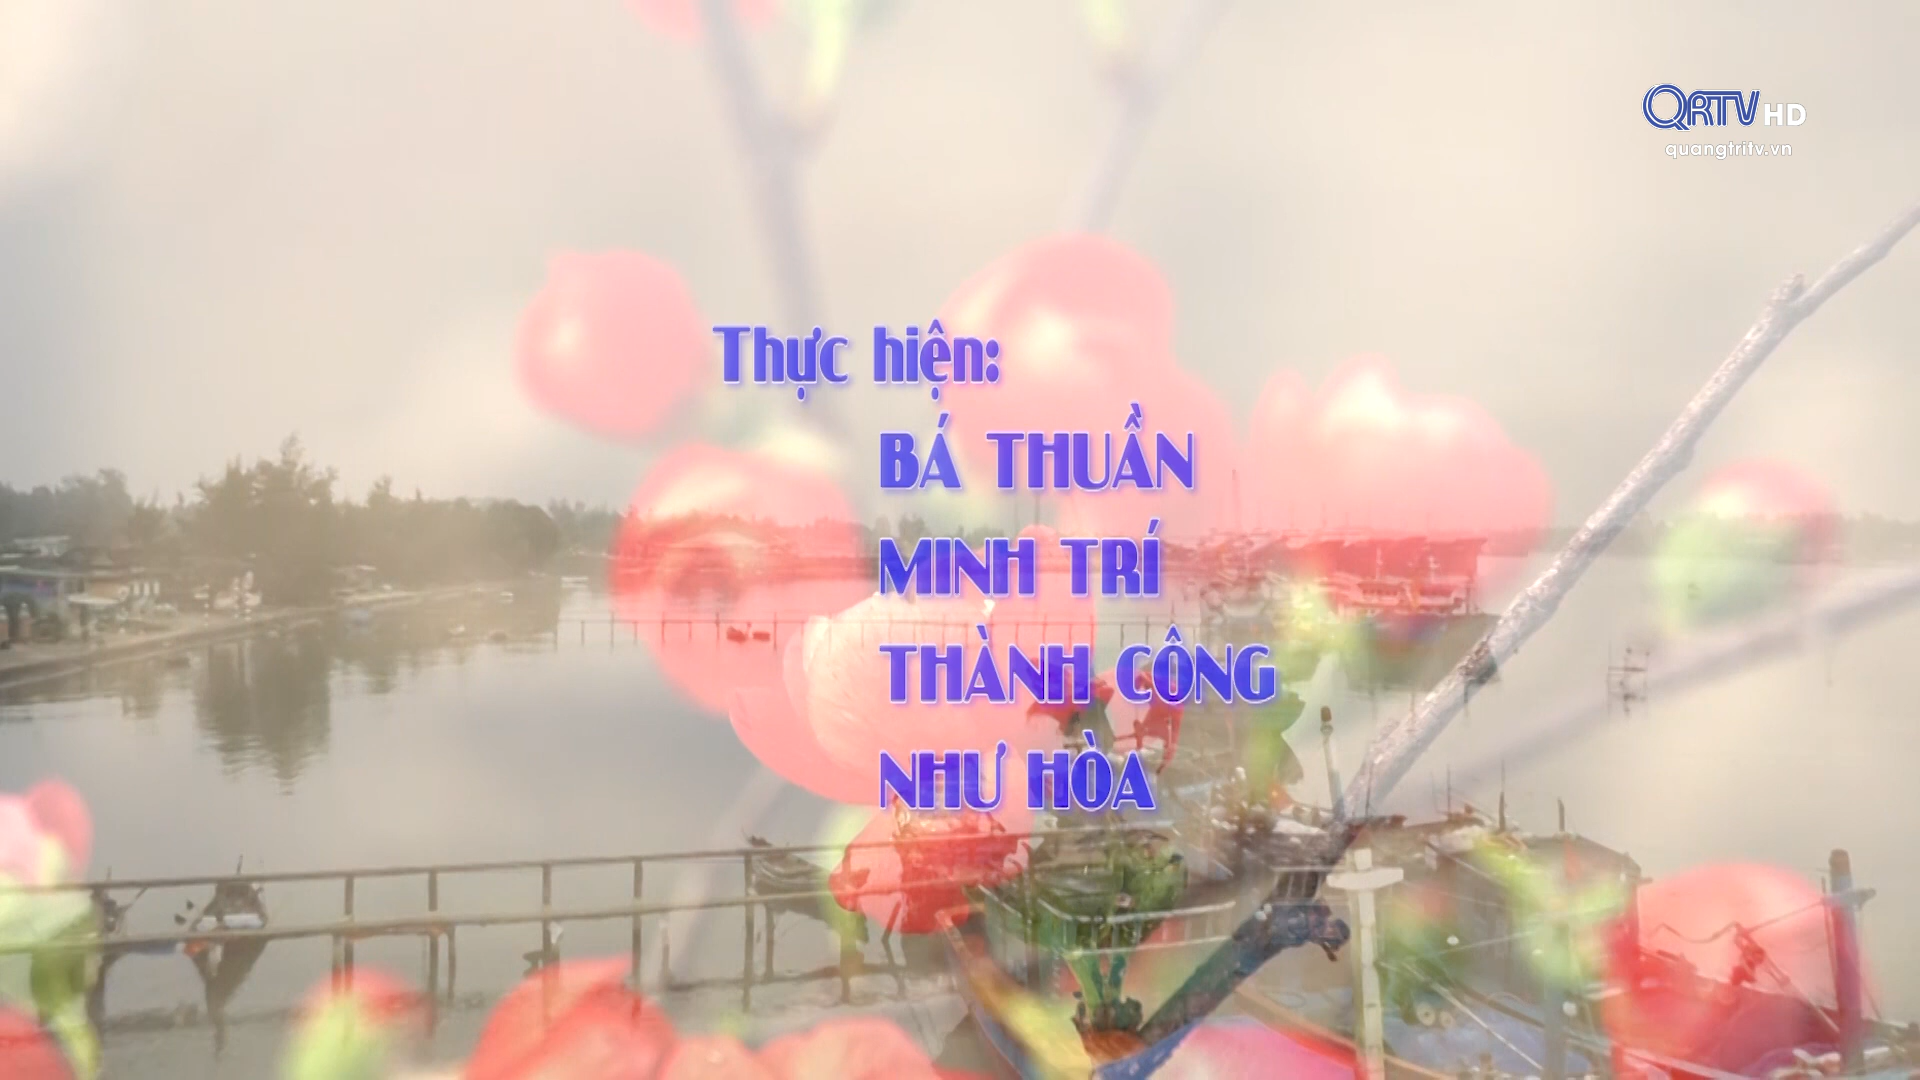 QRTV HD
quangtritv.vn
Thực hiện:
BÁ THUẦN
MINH TRÍ
THÀNH CÔNG
NHƯ HÒA